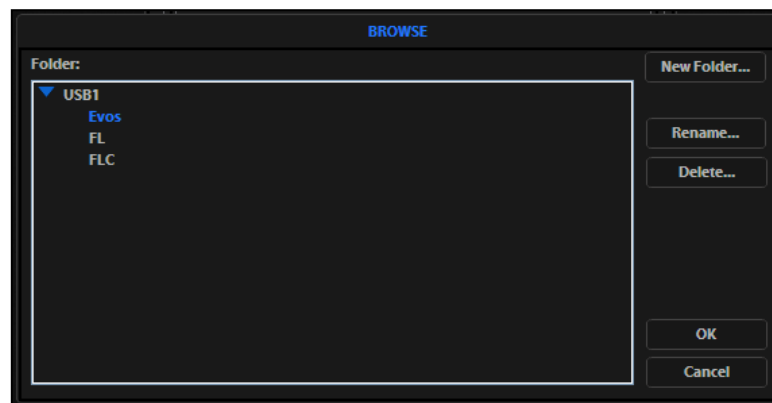 BROWSE
Folder:
New Folder...
USB1
Evos
FL
Rename...
FLC
Delete...
OK
Cancel